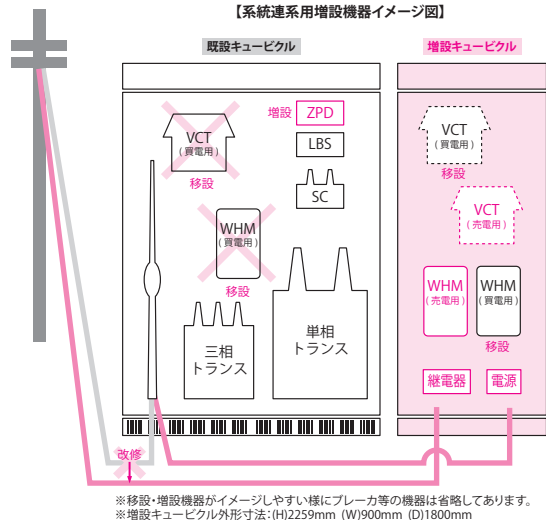 【系統連系用増設機器イメージ図】
既設キュービクル
増設キュービクル
増設
ZPD
LBS
SC
VCT
(買電用)
移設
WHM
(買電用)
移設
三相
トランス
単相
トランス
VCT
(買電用)
移設
VCT
(売電用)
WHM
(売電用)
WHM
(買電用)
移設
継電器
電源
改修
※移設・増設機器がイメージしやすい様にブレーカ等の機器は省略してあります。
※増設キュービクル外形寸法:(H)2259mm (W)900mm (D)1800mm